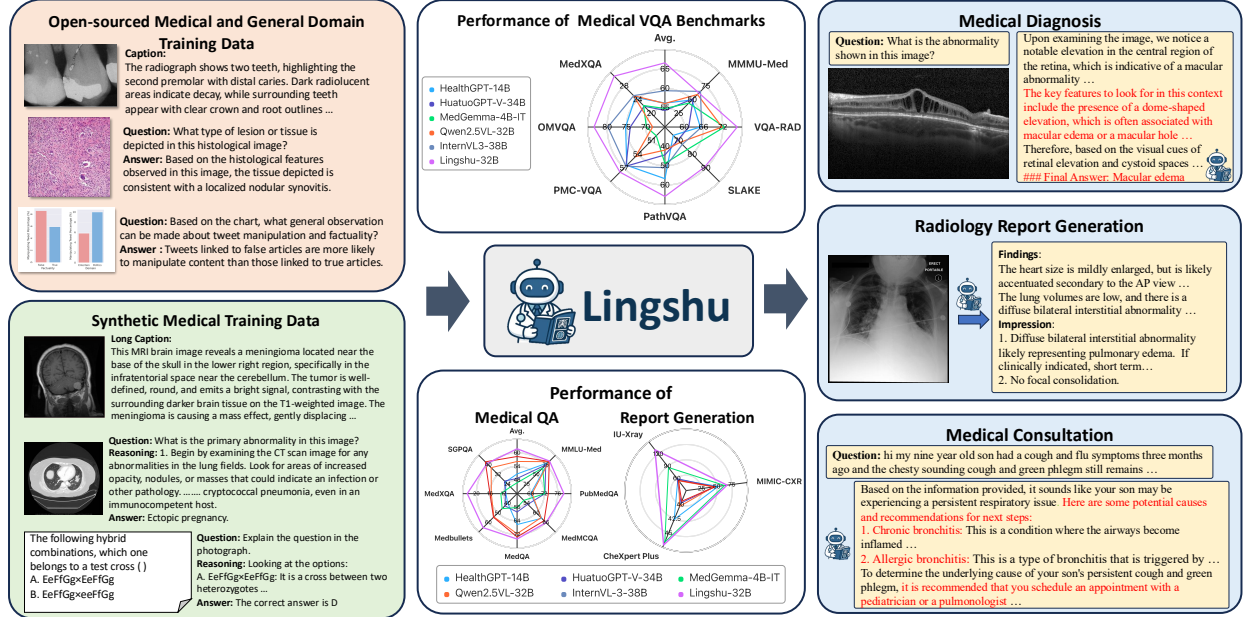 Open-sourced Medical and General Domain
Training Data
Caption:
The radiograph shows two teeth, highlighting the
second premolar with distal caries. Dark radiolucent
areas indicate decay, while surrounding teeth
appear with clear crown and root outlines ...
Question: What type of lesion or tissue is
depicted in this histological image?
Answer: Based on the histological features
observed in this image, the tissue depicted is
consistent with a localized nodular synovitis.
Question: Based on the chart, what general observation
can be made about tweet manipulation and factuality?
Answer : Tweets linked to false articles are more likely
to manipulate content than those linked to true articles.
Synthetic Medical Training Data
Long Caption:
This MRI brain image reveals a meningioma located near the
base of the skull in the lower right region, specifically in the
infratentorial space near the cerebellum. The tumor is well-
defined, round, and emits a bright signal, contrasting with the
surrounding darker brain tissue on the T1-weighted image. The
meningioma is causing a mass effect, gently displacing ...
Question: What is the primary abnormality in this image?
Reasoning: 1. Begin by examining the CT scan image for any
abnormalities in the lung fields. Look for areas of increased
opacity, nodules, or masses that could indicate an infection or
other pathology. ....... cryptococcal pneumonia, even in an
immunocompetent host.
Answer: Ectopic pregnancy.
The following hybrid
combinations, which one
belongs to a test cross ( )
A. EeFfGg×EeFfGg
B. EeFfGg×eeFfGg
Question: Explain the question in the
photograph.
Reasoning: Looking at the options:
A. EeFfGg×EeFfGg: It is a cross between two
heterozygotes ...
Answer: The correct answer is D
Performance of Medical VQA Benchmarks
HealthGPT-14B
HuatuoGPT-V-34B
MedGemma-4B-IT
Qwen2.5VL-32B
InternVL3-38B
Lingshu-32B
Avg.
MMMU-Med
VQA-RAD
SLAKE
PathVQA
PMC-VQA
OMVQA
MedXQA
Lingshu
Performance of
Medical QA
Report Generation
Avg.
MMLU-Med
PubMedQA
MedMCQA
MedQA
Medbullets
MedXQA
SGPQA
IU-Xray
MIMIC-CXR
CheXpert Plus
HealthGPT-14B
HuatuoGPT-V-34B
MedGemma-4B-IT
Qwen2.5VL-32B
InternVL-3-38B
Lingshu-32B
Medical Diagnosis
Question: What is the abnormality
shown in this image?
Upon examining the image, we notice a
notable elevation in the central region of
the retina, which is indicative of a macular
abnormality ...
The key features to look for in this context
include the presence of a dome-shaped
elevation, which is often associated with
macular edema or a macular hole ...
Therefore, based on the visual cues of
retinal elevation and cystoid spaces ...
### Final Answer: Macular edema
Radiology Report Generation
ERECT
PORTABLE
Findings:
The heart size is mildly enlarged, but is likely
accentuated secondary to the AP view ...
The lung volumes are low, and there is a
diffuse bilateral interstitial abnormality ...
Impression:
1. Diffuse bilateral interstitial abnormality
likely representing pulmonary edema. If
clinically indicated, short term...
2. No focal consolidation.
Medical Consultation
Question: hi my nine year old son had a cough and flu symptoms three months
ago and the chesty sounding cough and green phlegm still remains ...
Based on the information provided, it sounds like your son may be
experiencing a persistent respiratory issue. Here are some potential causes
and recommendations for next steps:
1. Chronic bronchitis: This is a condition where the airways become
inflamed ...
2. Allergic bronchitis: This is a type of bronchitis that is triggered by ...
To determine the underlying cause of your son's persistent cough and green
phlegm, it is recommended that you schedule an appointment with a
pediatrician or a pulmonologist ...